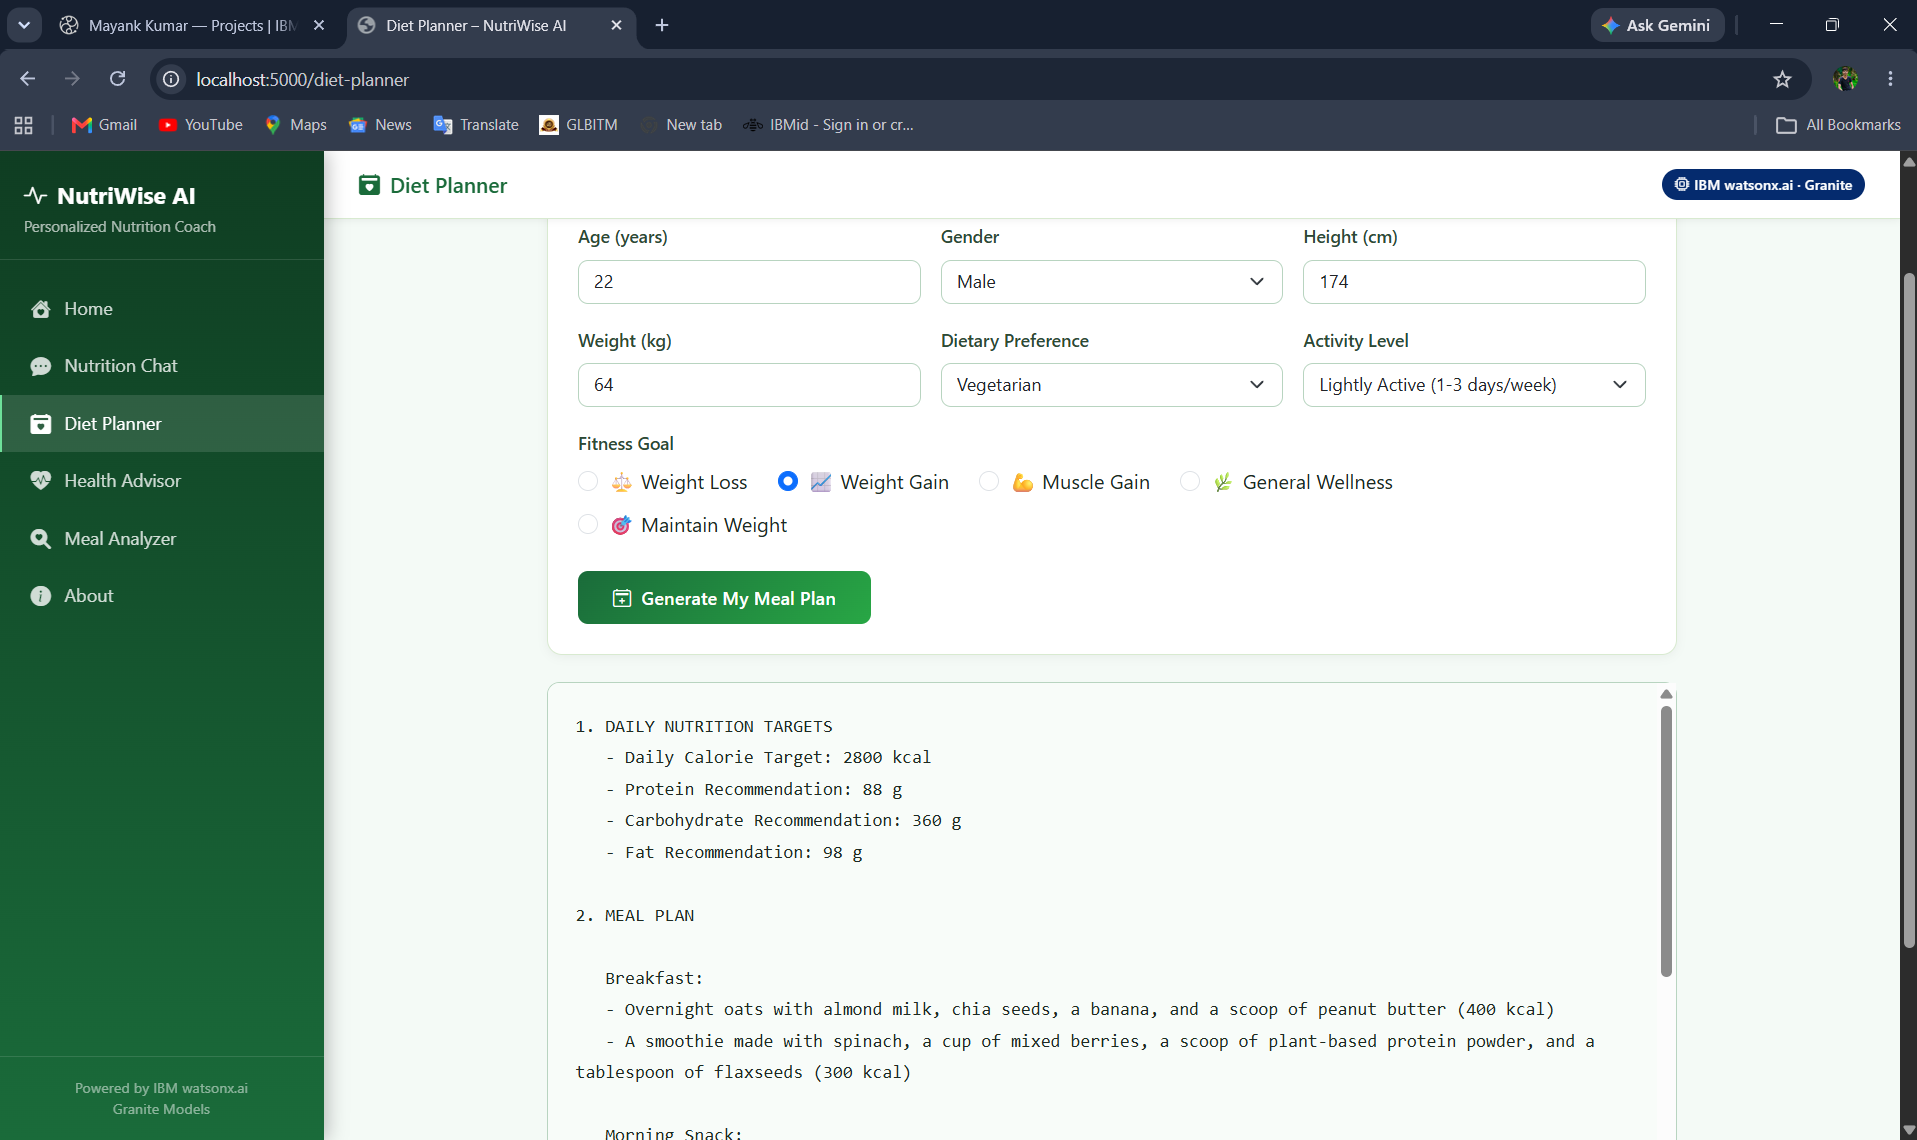 Mayank Kumar — Projects | IBM
Diet Planner – NutriWise AI
Ask Gemini
localhost:5000/diet-planner
Gmail
YouTube
Maps
News
Translate
GLBITM
New tab
IBMid - Sign in or cr...
All Bookmarks
NutriWise AI
Personalized Nutrition Coach
Home
Nutrition Chat
Diet Planner
Health Advisor
Meal Analyzer
About
Powered by IBM watsonx.ai
Granite Models
Diet Planner
IBM watsonx.ai · Granite
Age (years)
Gender
Height (cm)
22
Male
174
Weight (kg)
Dietary Preference
Activity Level
64
Vegetarian
Lightly Active (1-3 days/week)
Fitness Goal
Weight Loss
Weight Gain
Muscle Gain
General Wellness
Maintain Weight
Generate My Meal Plan
1. DAILY NUTRITION TARGETS
- Daily Calorie Target: 2800 kcal
- Protein Recommendation: 88 g
- Carbohydrate Recommendation: 360 g
- Fat Recommendation: 98 g
2. MEAL PLAN
Breakfast:
- Overnight oats with almond milk, chia seeds, a banana, and a scoop of peanut butter (400 kcal)
- A smoothie made with spinach, a cup of mixed berries, a scoop of plant-based protein powder, and a
tablespoon of flaxseeds (300 kcal)
Morning Snack: